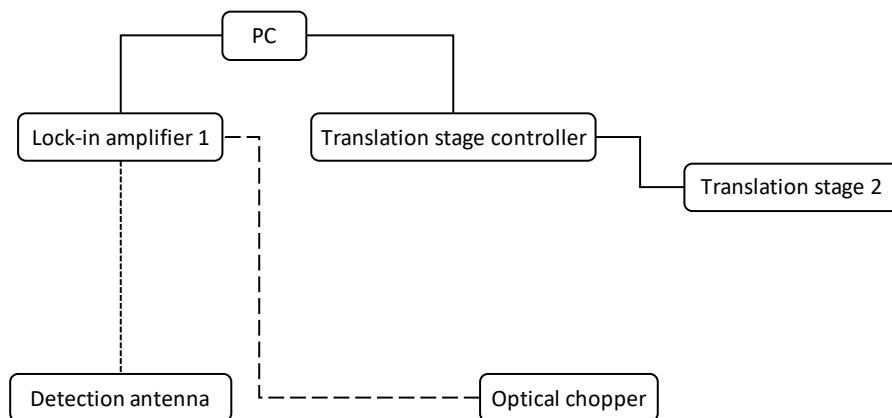 PC
Lock-in amplifier 1
Translation stage controller
Translation stage 2
Detection antenna
Optical chopper